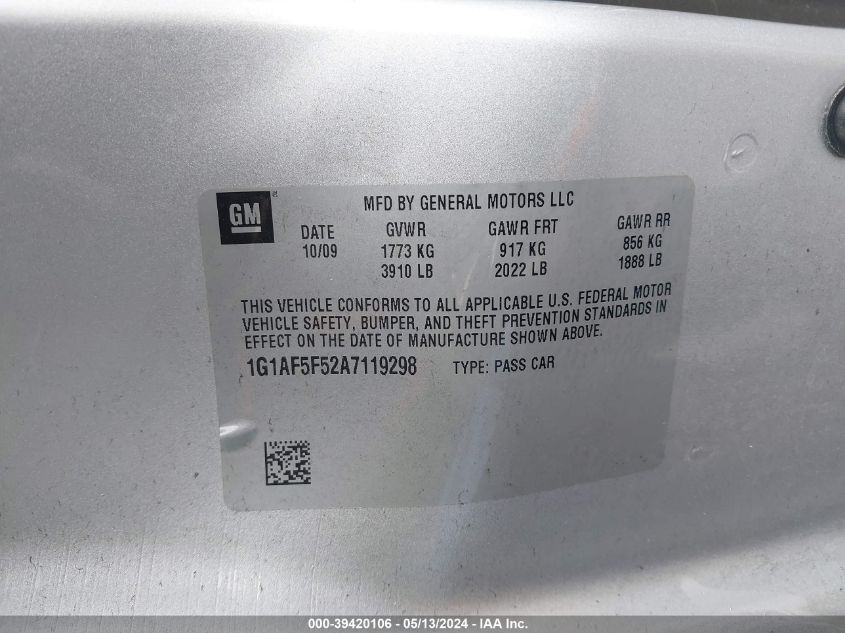 GM
MFD BY GENERAL MOTORS LLC
DATE GVWR GAWR FRT GAWR RR
10/09 1773 KG 917 KG 856 KG
3910 LB 2022 LB 1888 LB
THIS VEHICLE CONFORMS TO ALL APPLICABLE U.S. FEDERAL MOTOR
VEHICLE SAFETY, BUMPER, AND THEFT PREVENTION STANDARDS IN
EFFECT ON THE DATE OF MANUFACTURE SHOWN ABOVE.
1G1AF5F52A7119298 TYPE: PASS CAR
000-39420106 - 05/13/2024 - IAA Inc.